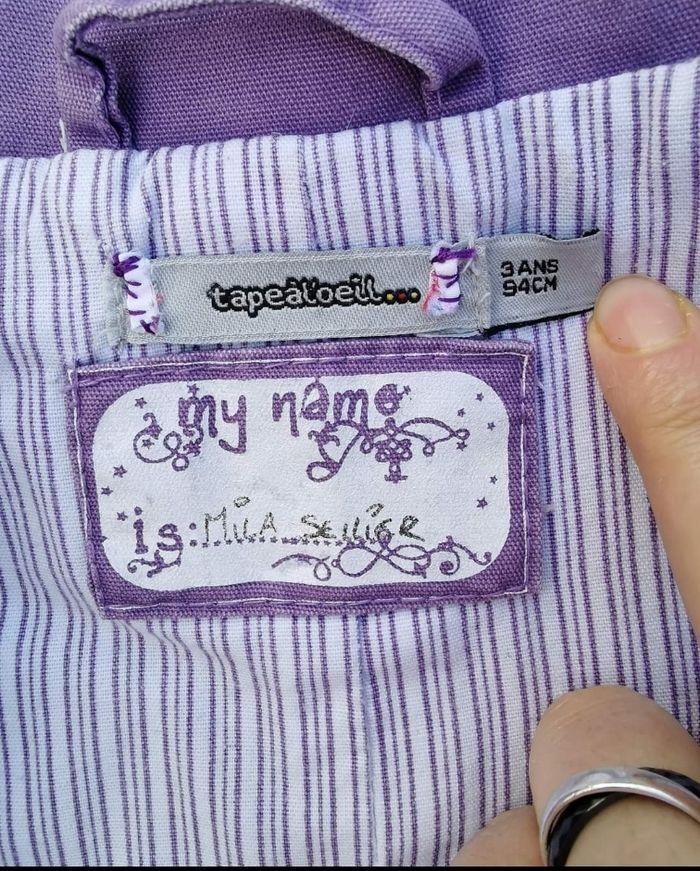 tapeàl'oeil...
3 ANS
94CM
my name
is: MilA SElliER